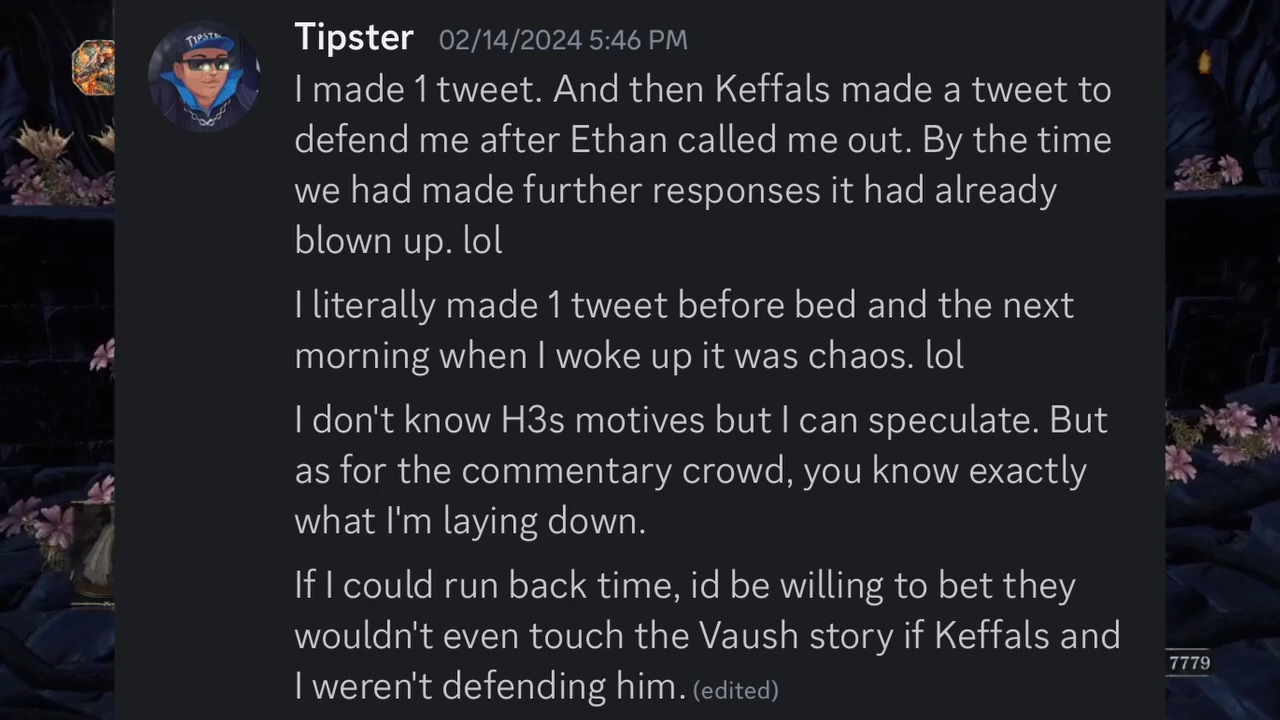 Tipster 02/14/2024 5:46 PM
I made 1 tweet. And then Keffals made a tweet to
defend me after Ethan called me out. By the time
we had made further responses it had already
blown up. lol
I literally made 1 tweet before bed and the next
morning when I woke up it was chaos. lol
I don't know H3s motives but I can speculate. But
as for the commentary crowd, you know exactly
what I'm laying down.
If I could run back time, id be willing to bet they
wouldn't even touch the Vaush story if Keffals and
I weren't defending him. (edited)
7779